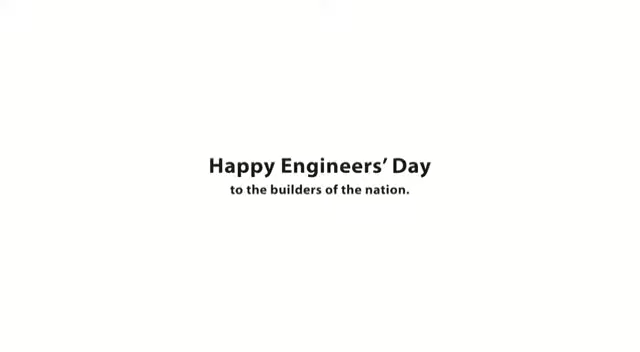 Happy Engineers’ Day
to the builders of the nation.